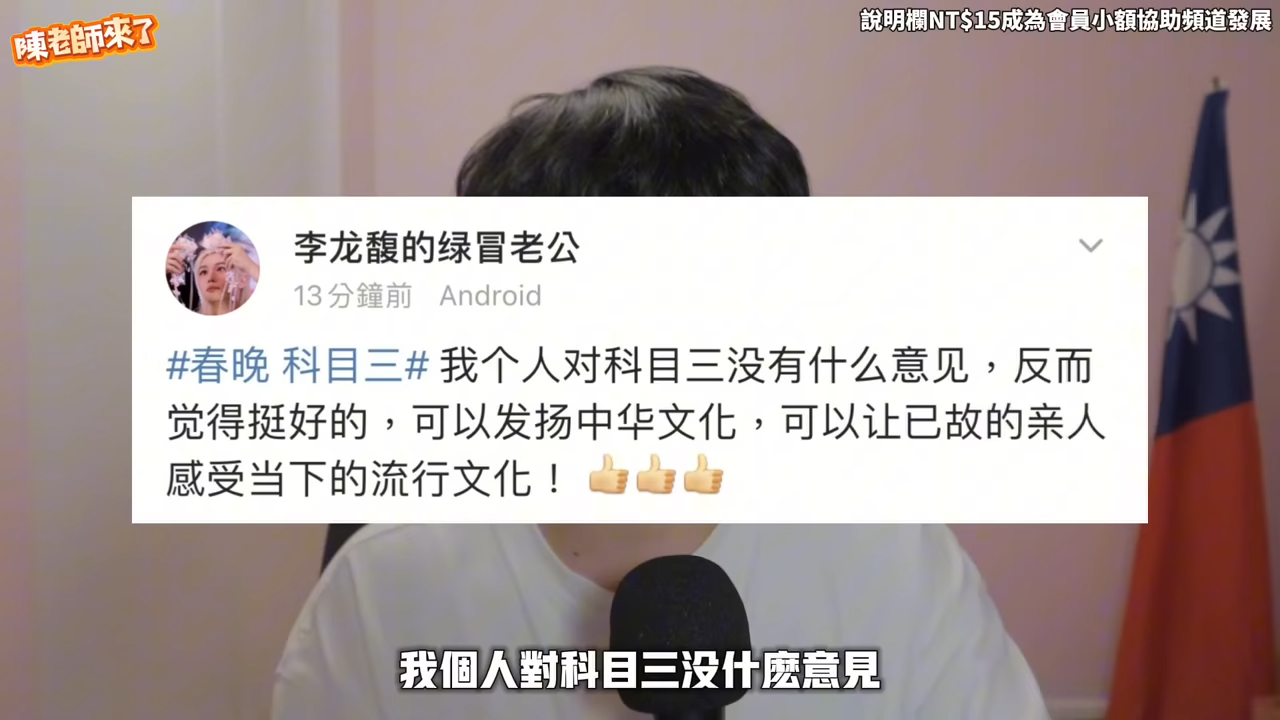 陳老師來了
說明欄NT$15成為會員小額協助頻道發展
李龙馥的绿冒老公
13分鐘前 Android
#春晚 科目三# 我个人对科目三没有什么意见，反而
觉得挺好的，可以发扬中华文化，可以让已故的亲人
感受当下的流行文化！ 👍👍👍
我個人對科目三没什麼意見